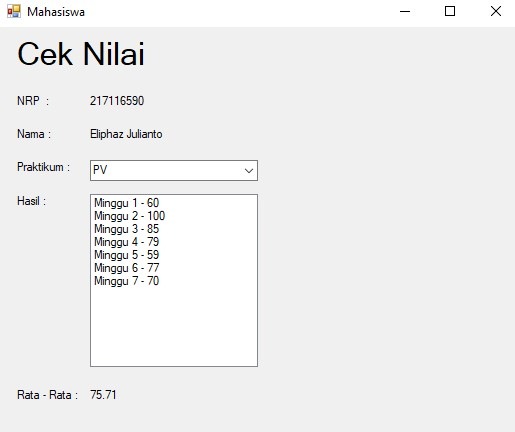 Mahasiswa
Cek Nilai
NRP : 217116590
Nama : Eliphaz Julianto
Praktikum : PV
Hasil :
Minggu 1 - 60
Minggu 2 - 100
Minggu 3 - 85
Minggu 4 - 79
Minggu 5 - 59
Minggu 6 - 77
Minggu 7 - 70
Rata - Rata : 75.71